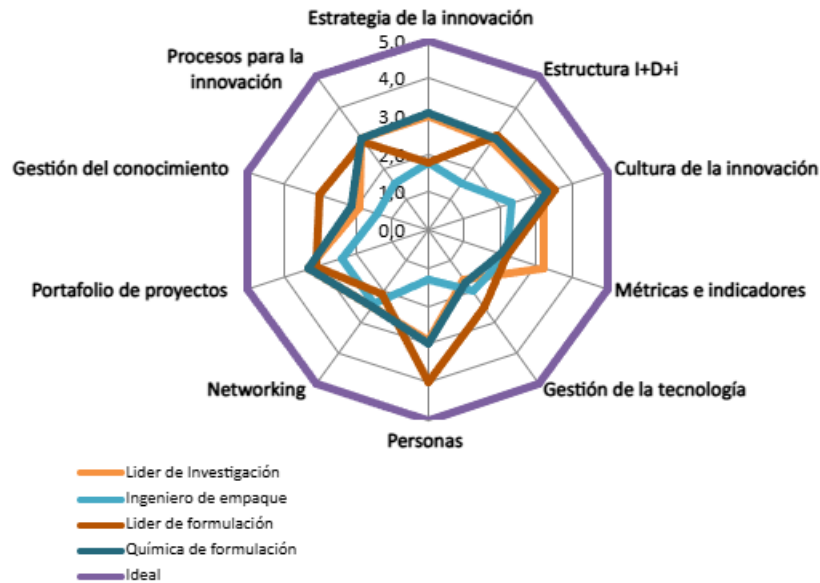 Estrategia de la innovación
5,0
Procesos para la
innovación
4,0
Estructura I+D+i
3,0
2,0
Gestión del conocimiento
1,0
Cultura de la innovación
0,0
Portafolio de proyectos
Métricas e indicadores
Networking
Gestión de la tecnología
Personas
Lider de Investigación
Ingeniero de empaque
Lider de formulación
Química de formulación
Ideal